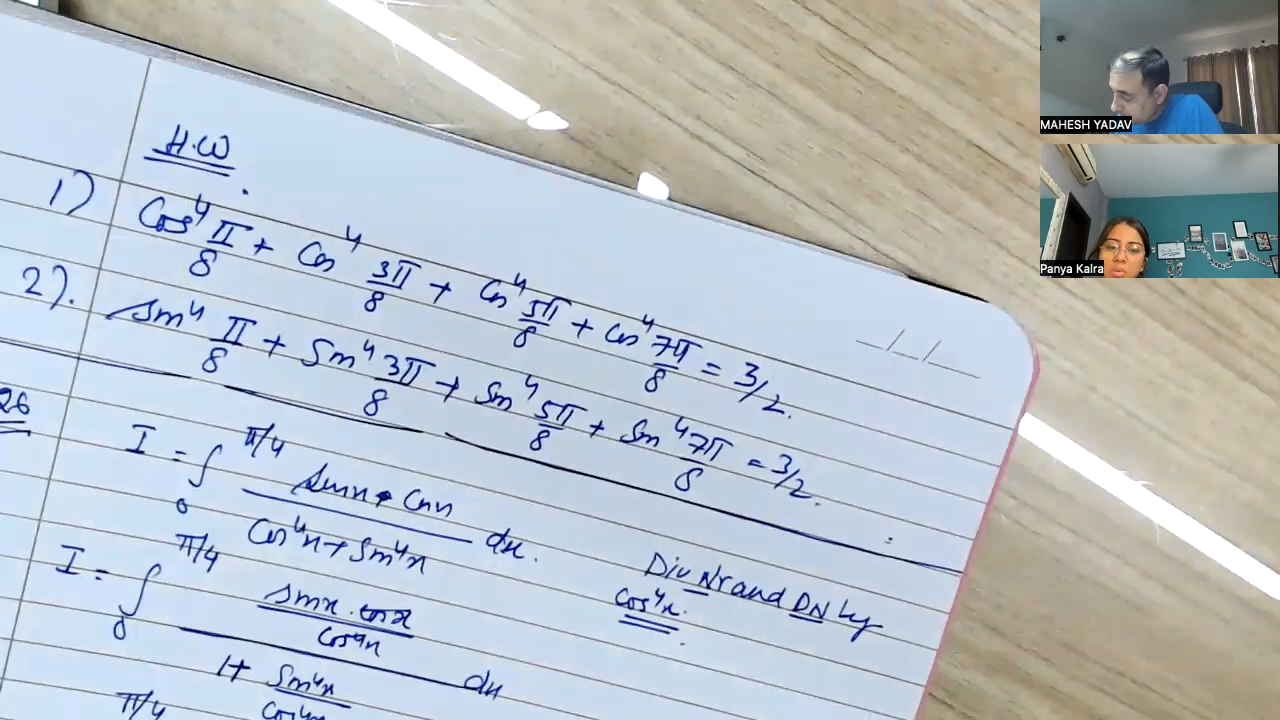 H.W
1) Cos⁴ π/8 + Cos⁴ 3π/8 + Cos⁴ 5π/8 + Cos⁴ 7π/8 = 3/2.
2). Sin⁴ π/8 + Sin⁴ 3π/8 + Sin⁴ 5π/8 + Sin⁴ 7π/8 = 3/2.
26
I = ∫₀^(π/4) (Sinx • Cosx)/(Cos⁴x + Sin⁴x) dx.
Div Nr and DN by
Cos⁴x.
I = ∫₀^(π/4) ((Sinx . Cosx)/Cos⁴x)/(1 + Sin⁴x/Cos⁴x) dx
π/4
MAHESH YADAV
Panya Kalra